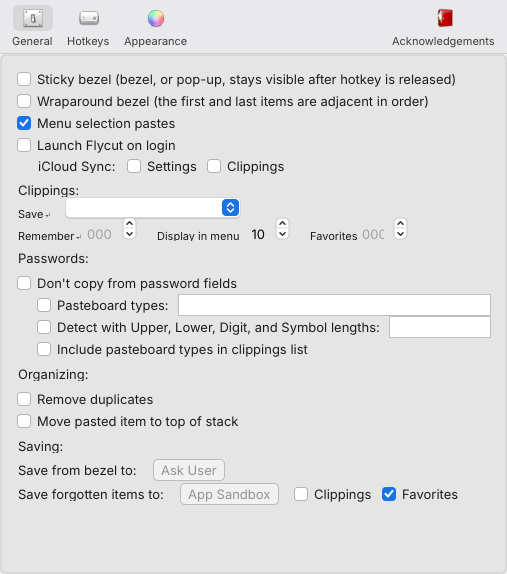 General Hotkeys Appearance Acknowledgements
Sticky bezel (bezel, or pop-up, stays visible after hotkey is released)
Wraparound bezel (the first and last items are adjacent in order)
Menu selection pastes
Launch Flycut on login
iCloud Sync: Settings Clippings
Clippings:
Save
Remember 000 Display in menu 10 Favorites 000
Passwords:
Don't copy from password fields
Pasteboard types:
Detect with Upper, Lower, Digit, and Symbol lengths:
Include pasteboard types in clippings list
Organizing:
Remove duplicates
Move pasted item to top of stack
Saving:
Save from bezel to: Ask User
Save forgotten items to: App Sandbox Clippings Favorites